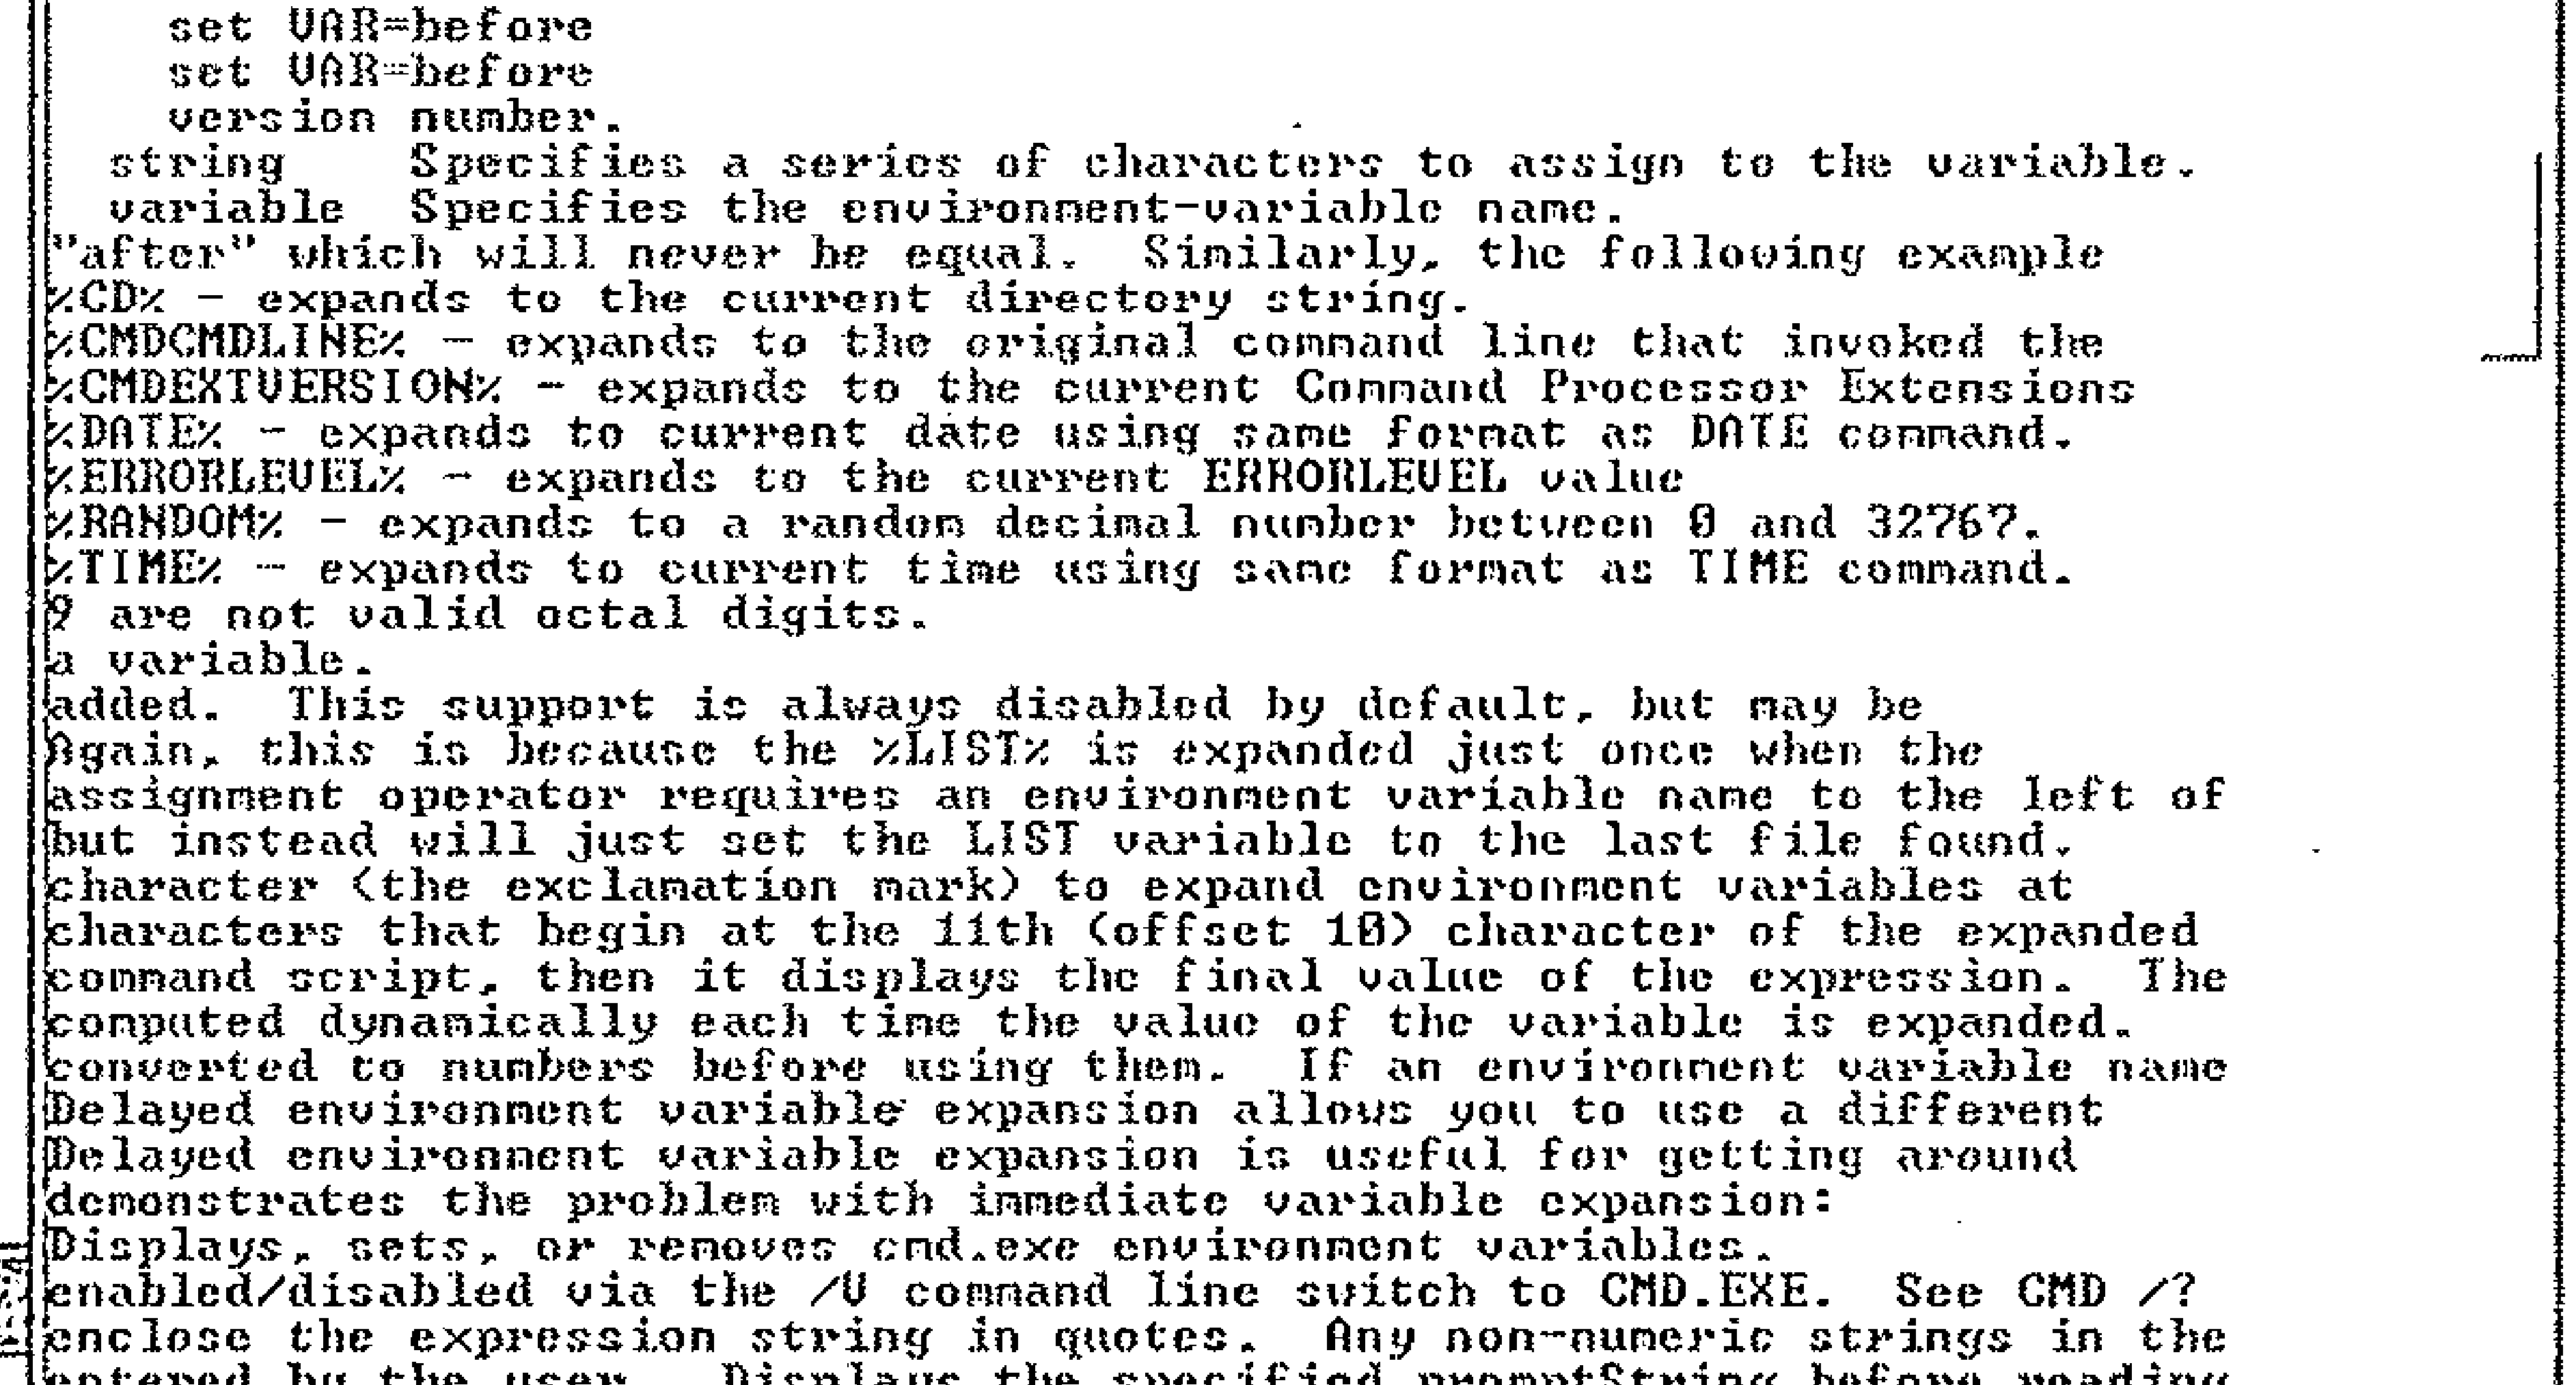 set VAR=before
    set VAR=before
    version number.
  string    Specifies a series of characters to assign to the variable.
  variable  Specifies the environment-variable name.
"after" which will never be equal.  Similarly, the following example
%CD% - expands to the current directory string.
%CMDCMDLINE% - expands to the original command line that invoked the
%CMDEXTVERSION% - expands to the current Command Processor Extensions
%DATE% - expands to current date using same format as DATE command.
%ERRORLEVEL% - expands to the current ERRORLEVEL value
%RANDOM% - expands to a random decimal number between 0 and 32767.
%TIME% - expands to current time using same format as TIME command.
9 are not valid octal digits.
a variable.
added.  This support is always disabled by default, but may be
Again, this is because the %LIST% is expanded just once when the
assignment operator requires an environment variable name to the left of
but instead will just set the LIST variable to the last file found.
character (the exclamation mark) to expand environment variables at
characters that begin at the 11th (offset 10) character of the expanded
command script, then it displays the final value of the expression.  The
computed dynamically each time the value of the variable is expanded.
converted to numbers before using them.  If an environment variable name
Delayed environment variable expansion allows you to use a different
Delayed environment variable expansion is useful for getting around
demonstrates the problem with immediate variable expansion:
Displays, sets, or removes cmd.exe environment variables.
enabled/disabled via the /V command line switch to CMD.EXE.  See CMD /?
enclose the expression string in quotes.  Any non-numeric strings in the
entered by the user.  Displays the specified promptString before reading